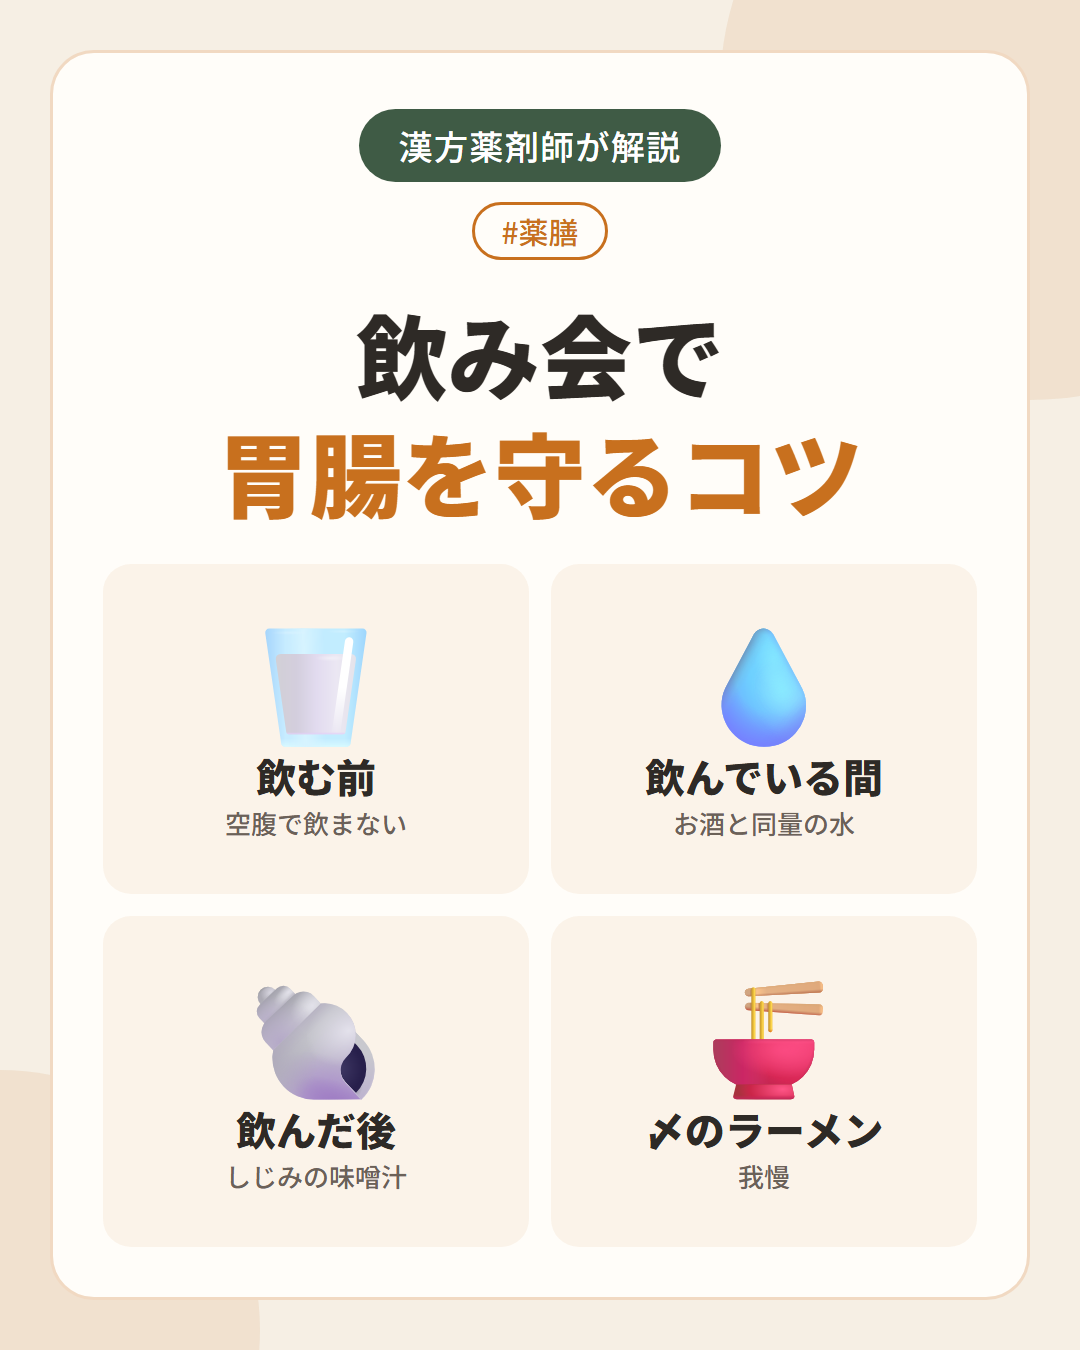 漢方薬剤師が解説
#薬膳
飲み会で
胃腸を守るコツ
飲む前
空腹で飲まない
飲んでいる間
お酒と同量の水
飲んだ後
しじみの味噌汁
〆のラーメン
我慢